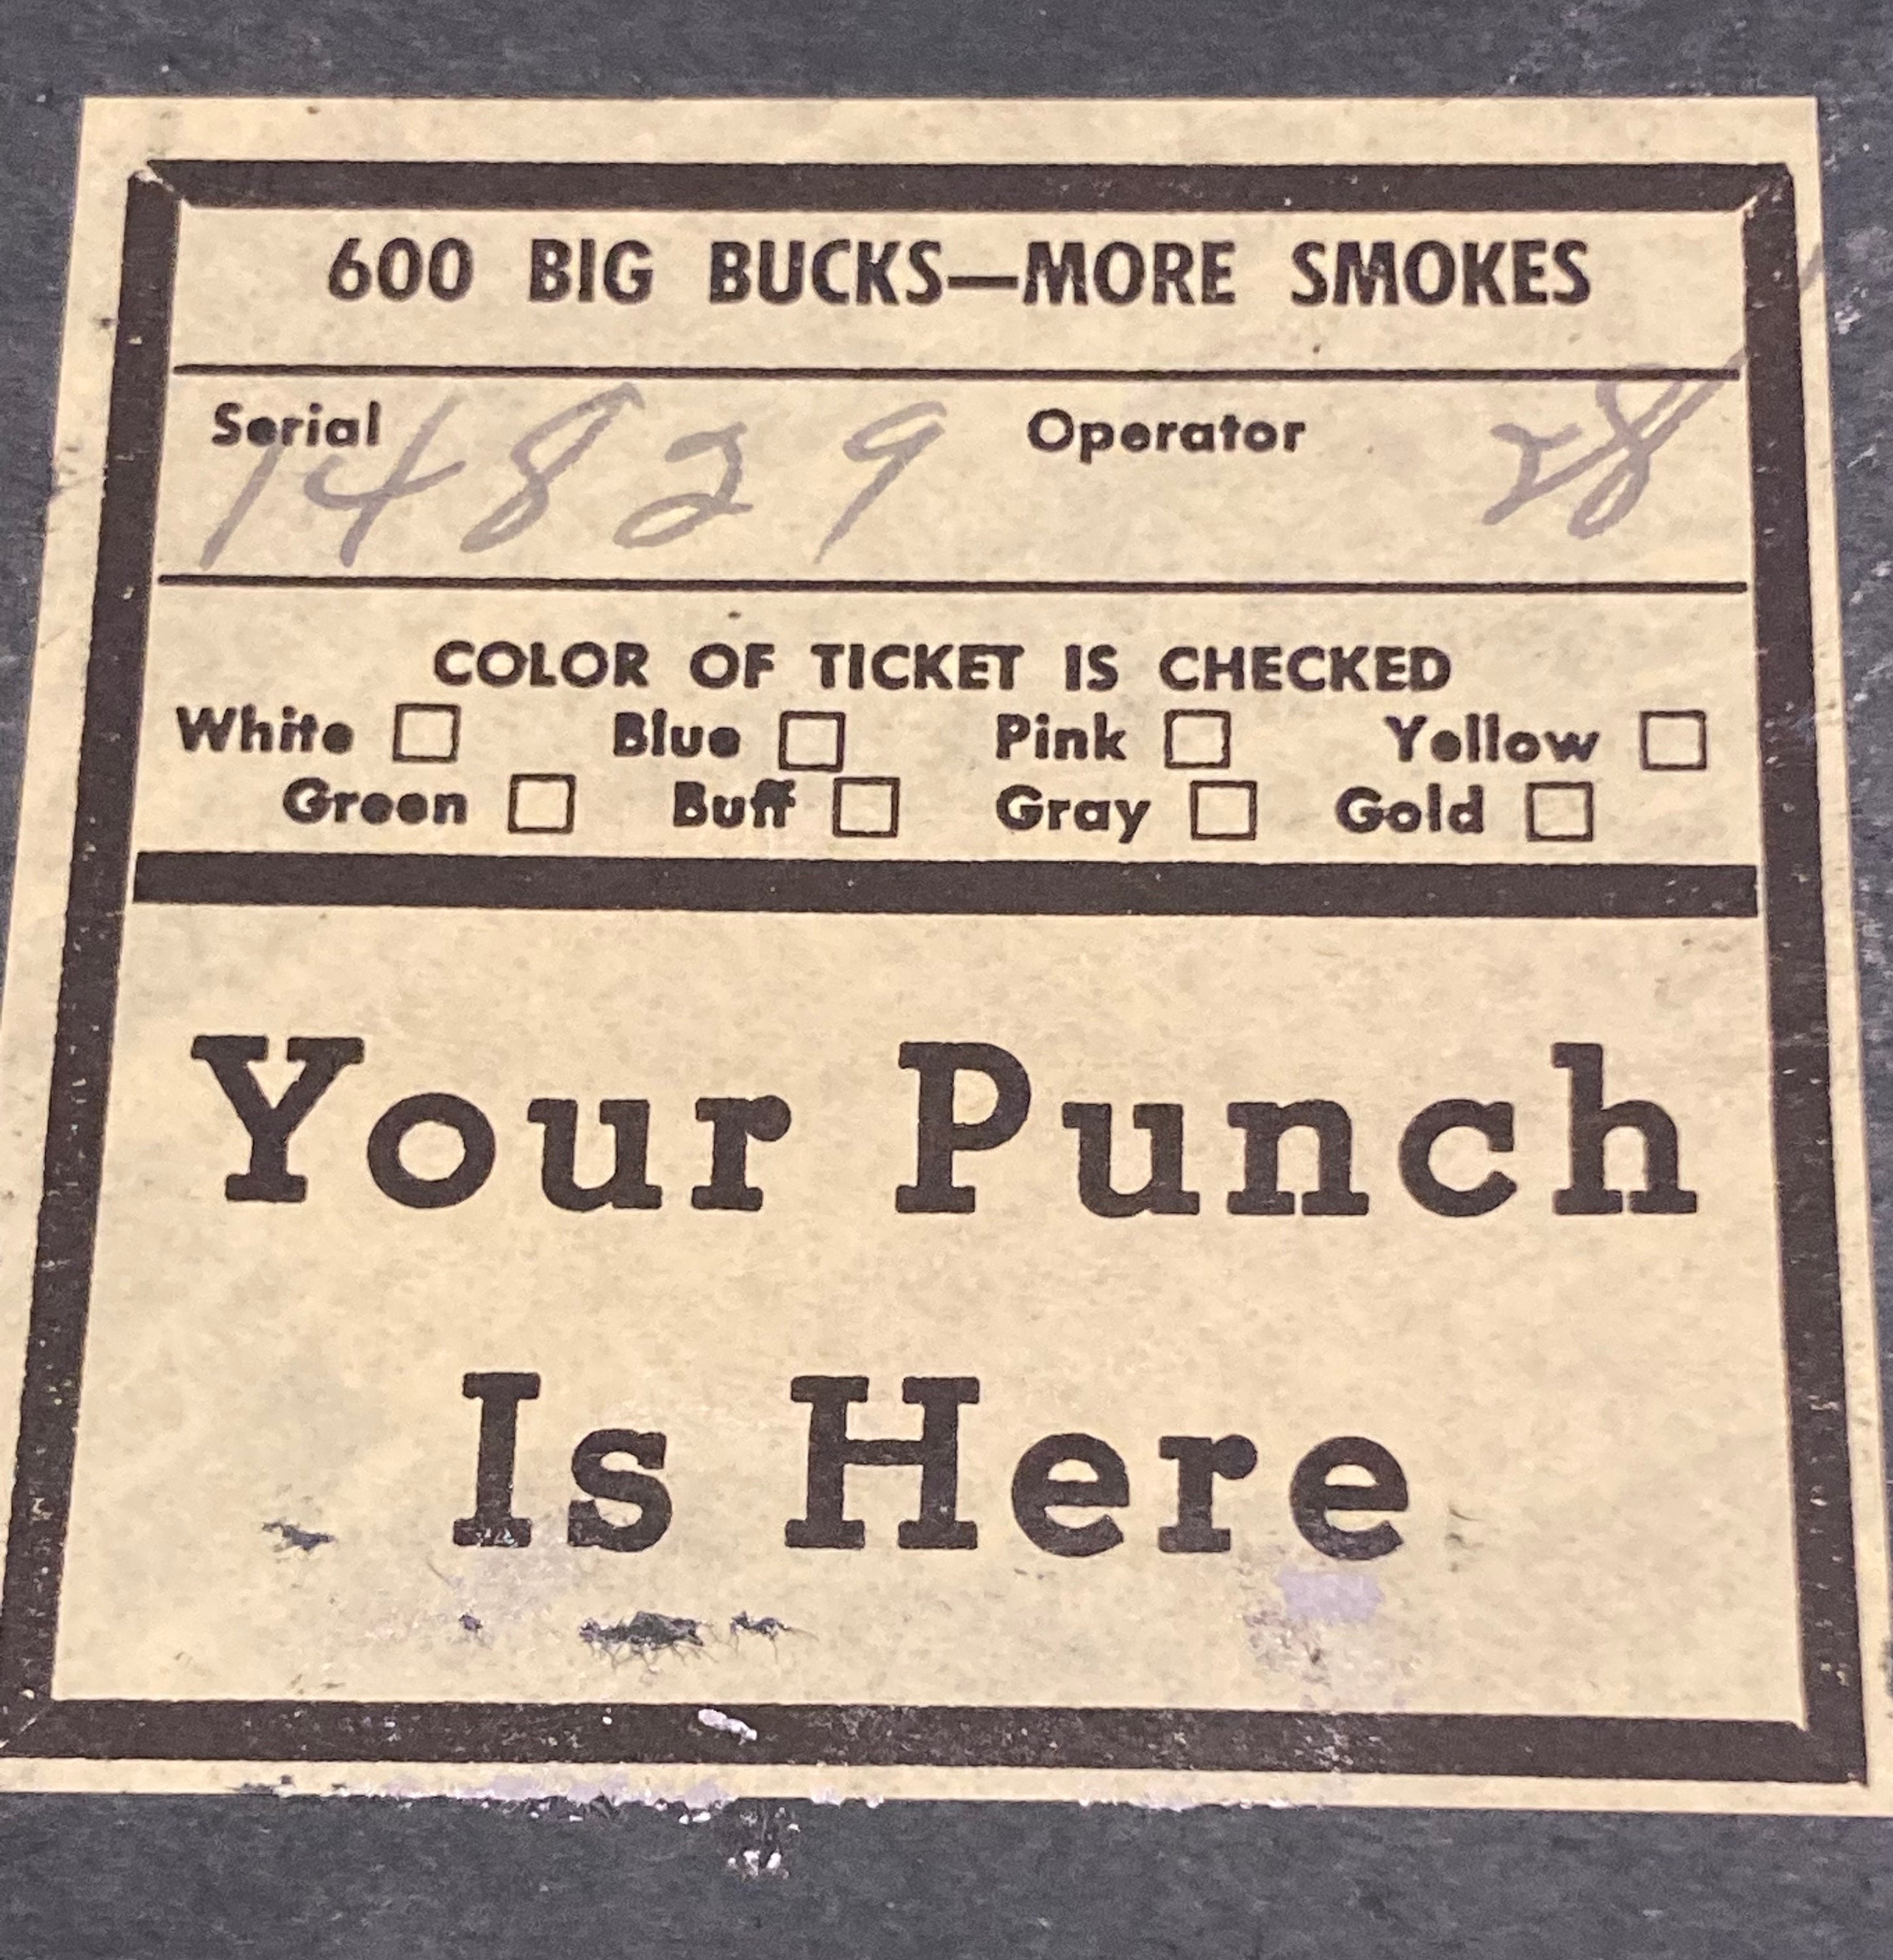 600 BIG BUCKS—MORE SMOKES
Serial 14829 Operator 28
COLOR OF TICKET IS CHECKED
White □ Blue □ Pink □ Yellow □
Green □ Buff □ Gray □ Gold □
Your Punch
Is Here